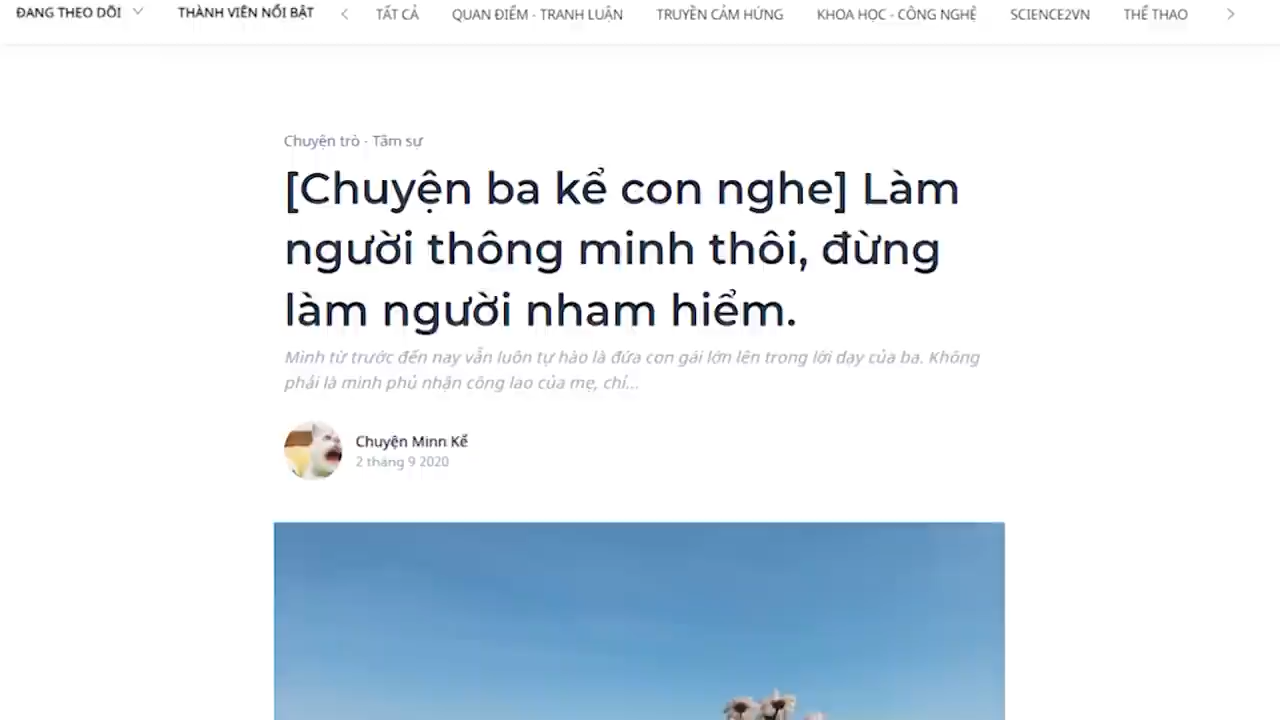 ĐANG THEO DÕI THÀNH VIÊN NỔI BẬT TẤT CẢ QUAN ĐIỂM - TRANH LUẬN TRUYỀN CẢM HỨNG KHOA HỌC - CÔNG NGHỆ SCIENCE2VN THỂ THAO
Chuyện trò - Tâm sự
[Chuyện ba kể con nghe] Làm
người thông minh thôi, đừng
làm người nham hiểm.
Mình từ trước đến nay vẫn luôn tự hào là đứa con gái lớn lên trong lời dạy của ba. Không
phải là mình phủ nhận công lao của mẹ, chỉ...
Chuyện Minn Kể
2 tháng 9 2020